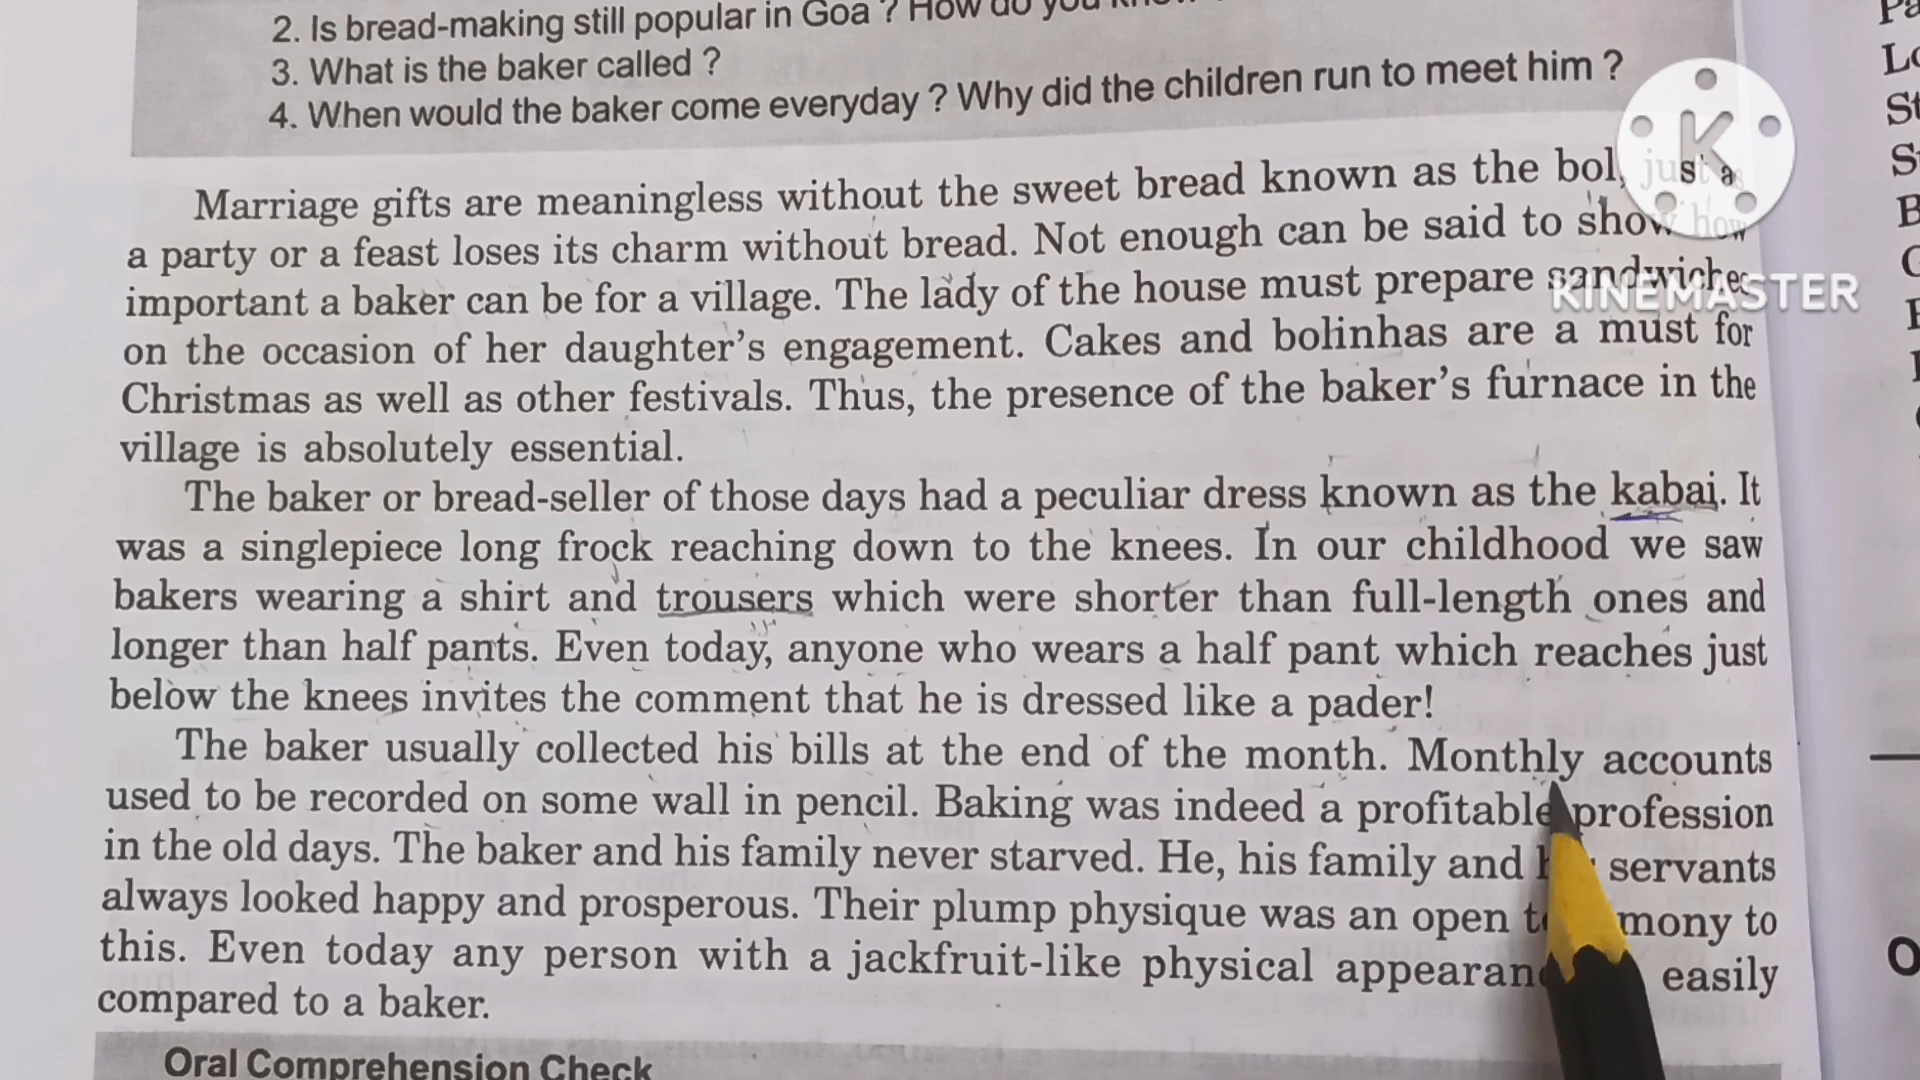 2. Is bread-making still popular in Goa ? How do you
3. What is the baker called ?
4. When would the baker come everyday ? Why did the children run to meet him ?
Marriage gifts are meaningless without the sweet bread known as the bol, just as
a party or a feast loses its charm without bread. Not enough can be said to show how
important a baker can be for a village. The lady of the house must prepare sandwiches
KINEMASTER
on the occasion of her daughter's engagement. Cakes and bolinhas are a must for
Christmas as well as other festivals. Thus, the presence of the baker's furnace in the
village is absolutely essential.
The baker or bread-seller of those days had a peculiar dress known as the kabai. It
was a singlepiece long frock reaching down to the knees. In our childhood we saw
bakers wearing a shirt and trousers which were shorter than full-length ones and
longer than half pants. Even today, anyone who wears a half pant which reaches just
below the knees invites the comment that he is dressed like a pader!
The baker usually collected his bills at the end of the month. Monthly accounts
used to be recorded on some wall in pencil. Baking was indeed a profitable profession
in the old days. The baker and his family never starved. He, his family and servants
always looked happy and prosperous. Their plump physique was an open to
this. Even today any person with a jackfruit-like physical easily
compared to a baker.
Oral Comprehension Check